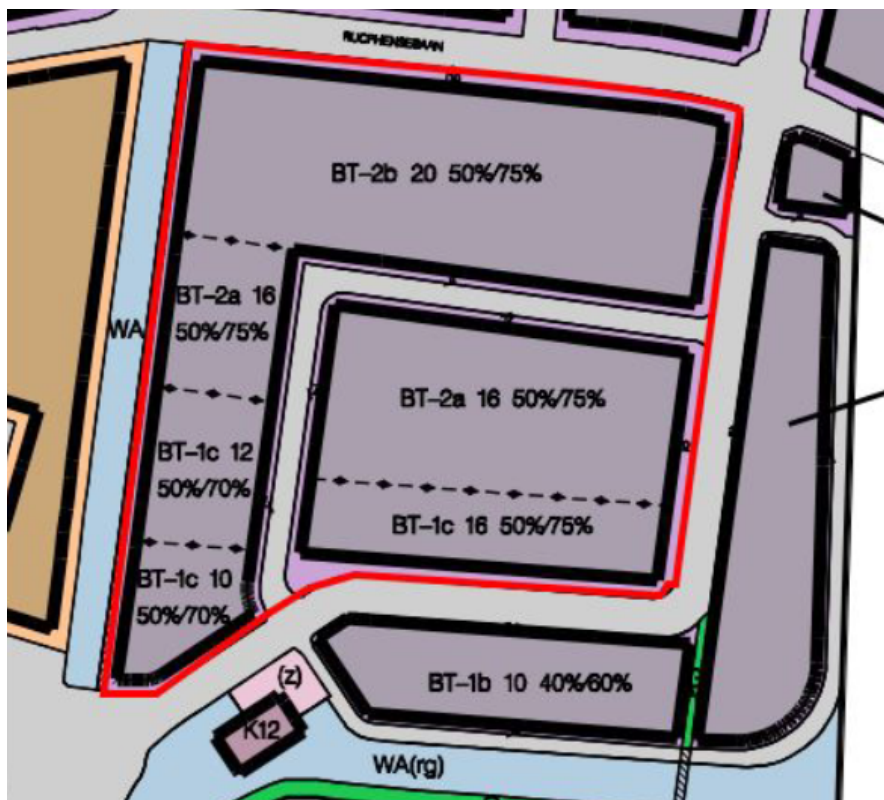 RUCPHENSEBAAN
BT-2b 20 50%/75%
BT-2a 16
50%/75%
WA
BT-2a 16 50%/75%
BT-1c 12
50%/70%
BT-1c 16 50%/75%
BT-1c 10
50%/70%
(z)
BT-1b 10 40%/60%
K12
WA(rg)